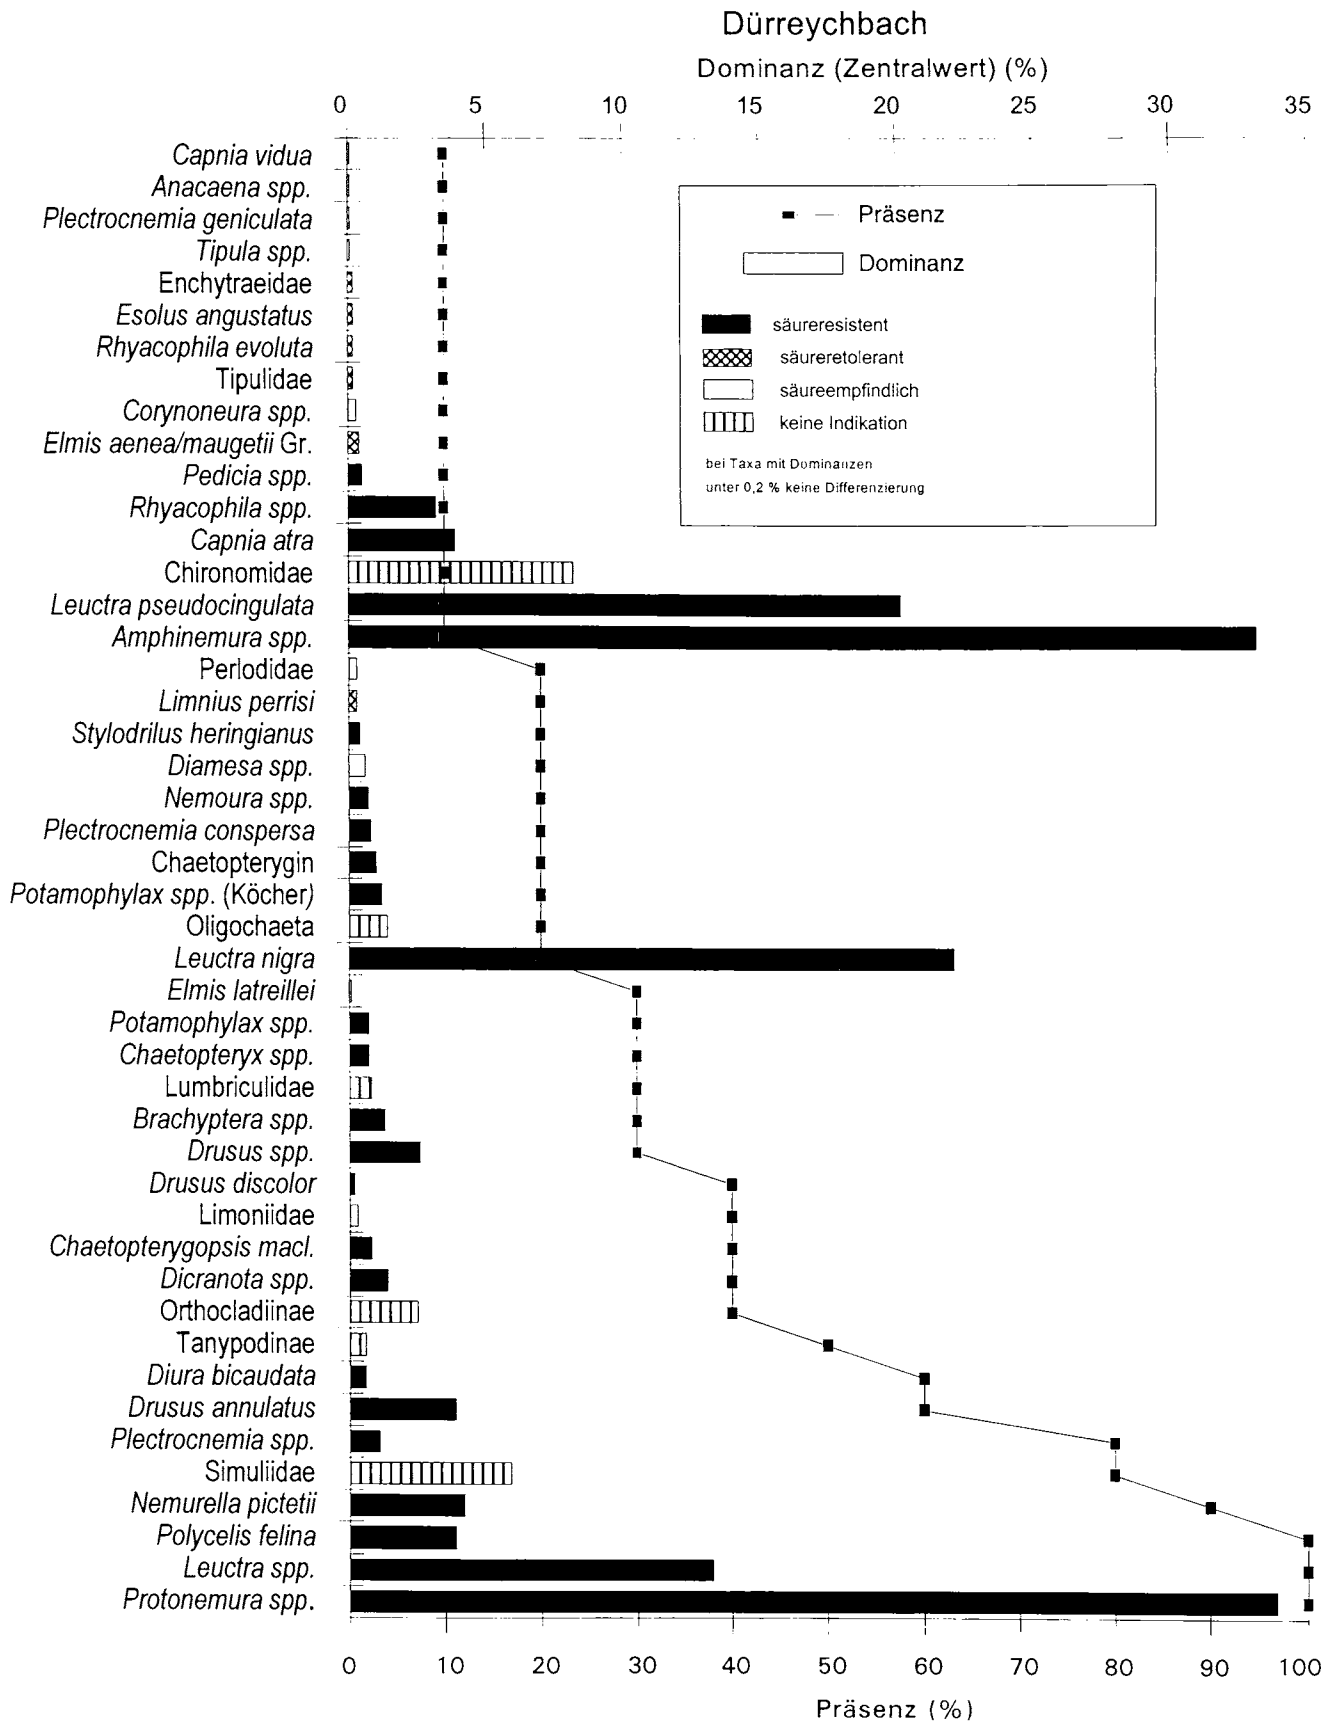 Dürreychbach
Dominanz (Zentralwert) (%)
0 5 10 15 20 25 30 35
Capnia vidua
Anacaena spp.
Plectrocnemia geniculata
Tipula spp.
Enchytraeidae
Esolus angustatus
Rhyacophila evoluta
Tipulidae
Corynoneura spp.
Elmis aenea/maugetii Gr.
Pedicia spp.
Rhyacophila spp.
Capnia atra
Chironomidae
Leuctra pseudocingulata
Amphinemura spp.
Perlodidae
Limnius perrisi
Stylodrilus heringianus
Diamesa spp.
Nemoura spp.
Plectrocnemia conspersa
Chaetopterygin
Potamophylax spp. (Köcher)
Oligochaeta
Leuctra nigra
Elmis latreillei
Potamophylax spp.
Chaetopteryx spp.
Lumbriculidae
Brachyptera spp.
Drusus spp.
Drusus discolor
Limoniidae
Chaetopterygopsis macl.
Dicranota spp.
Orthocladiinae
Tanypodinae
Diura bicaudata
Drusus annulatus
Plectrocnemia spp.
Simuliidae
Nemurella pictetii
Polycelis felina
Leuctra spp.
Protonemura spp.
Präsenz
Dominanz
säureresistent
säuretolerant
säureempfindlich
keine Indikation
bei Taxa mit Dominanzen
unter 0,2 % keine Differenzierung
0 10 20 30 40 50 60 70 80 90 100
Präsenz (%)